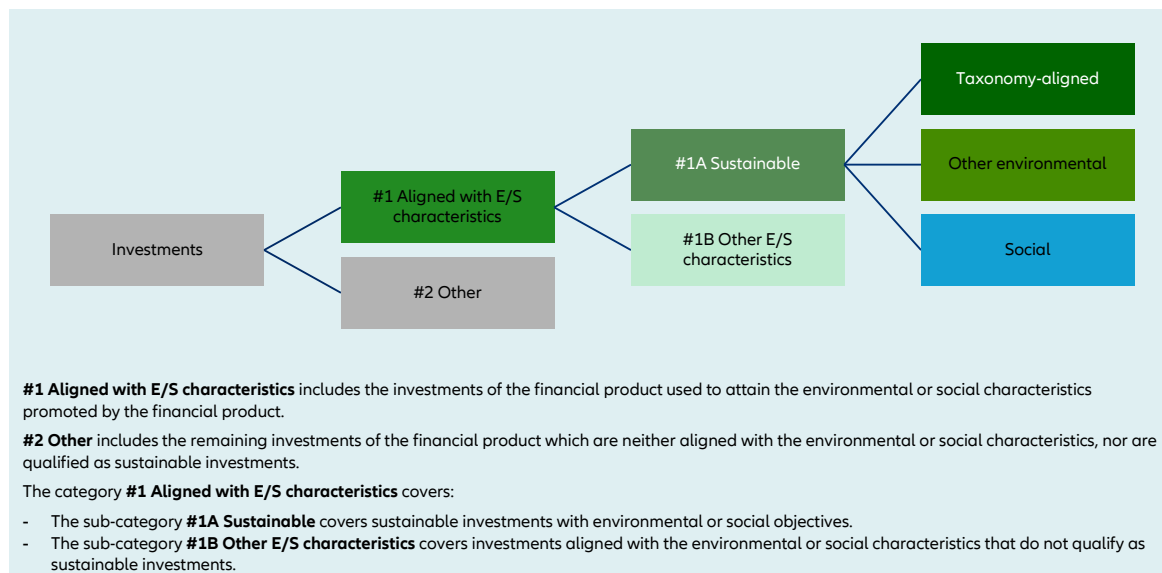 Taxonomy-aligned
#1A Sustainable
Other environmental
#1 Aligned with E/S
characteristics
Investments
#1B Other E/S
characteristics
Social
#2 Other
#1 Aligned with E/S characteristics includes the investments of the financial product used to attain the environmental or social characteristics
promoted by the financial product.
#2 Other includes the remaining investments of the financial product which are neither aligned with the environmental or social characteristics, nor are
qualified as sustainable investments.
The category #1 Aligned with E/S characteristics covers:
- The sub-category #1A Sustainable covers sustainable investments with environmental or social objectives.
- The sub-category #1B Other E/S characteristics covers investments aligned with the environmental or social characteristics that do not qualify as
sustainable investments.